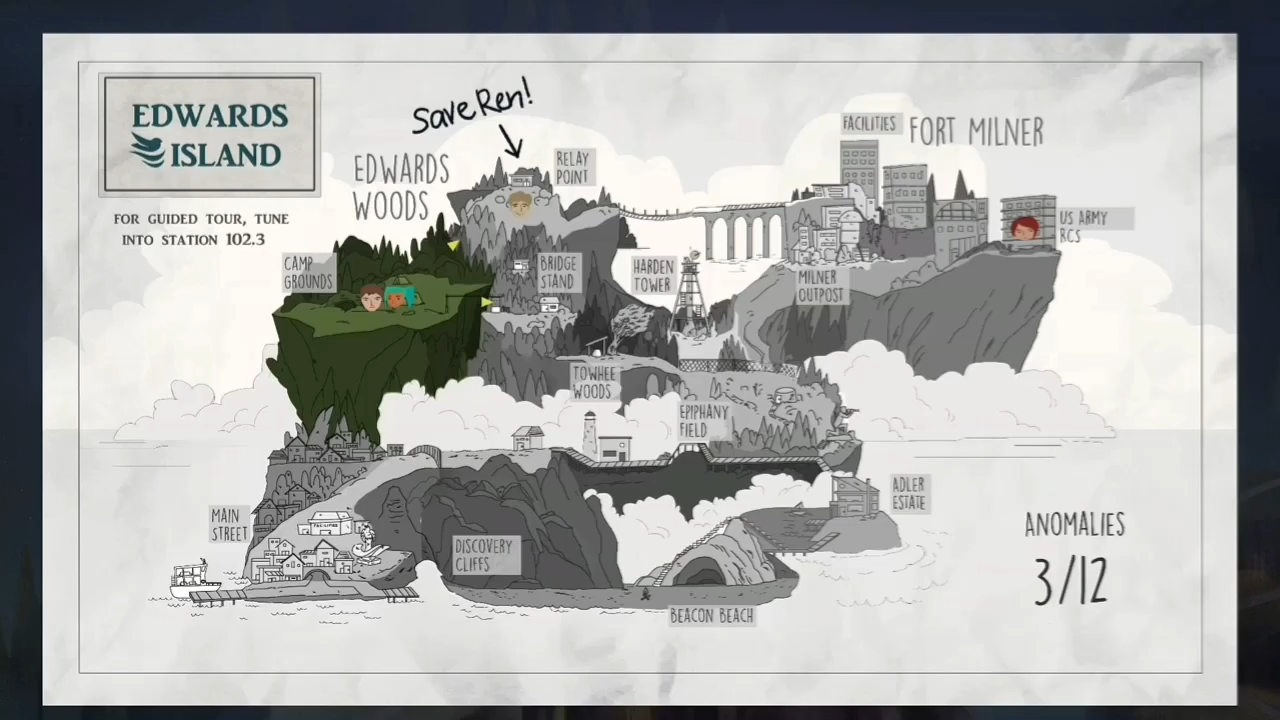 EDWARDS
ISLAND
FOR GUIDED TOUR, TUNE
INTO STATION 102.3
Save Ren!
EDWARDS
WOODS
RELAY
POINT
FACILITIES
FORT MILNER
US ARMY
RCS
CAMP
GROUNDS
BRIDGE
STAND
HARDEN
TOWER
MILNER
OUTPOST
TOWHEE
WOODS
EPIPHANY
FIELD
ADLER
ESTATE
MAIN
STREET
FACILITIES
DISCOVERY
CLIFFS
BEACON BEACH
ANOMALIES
3/12